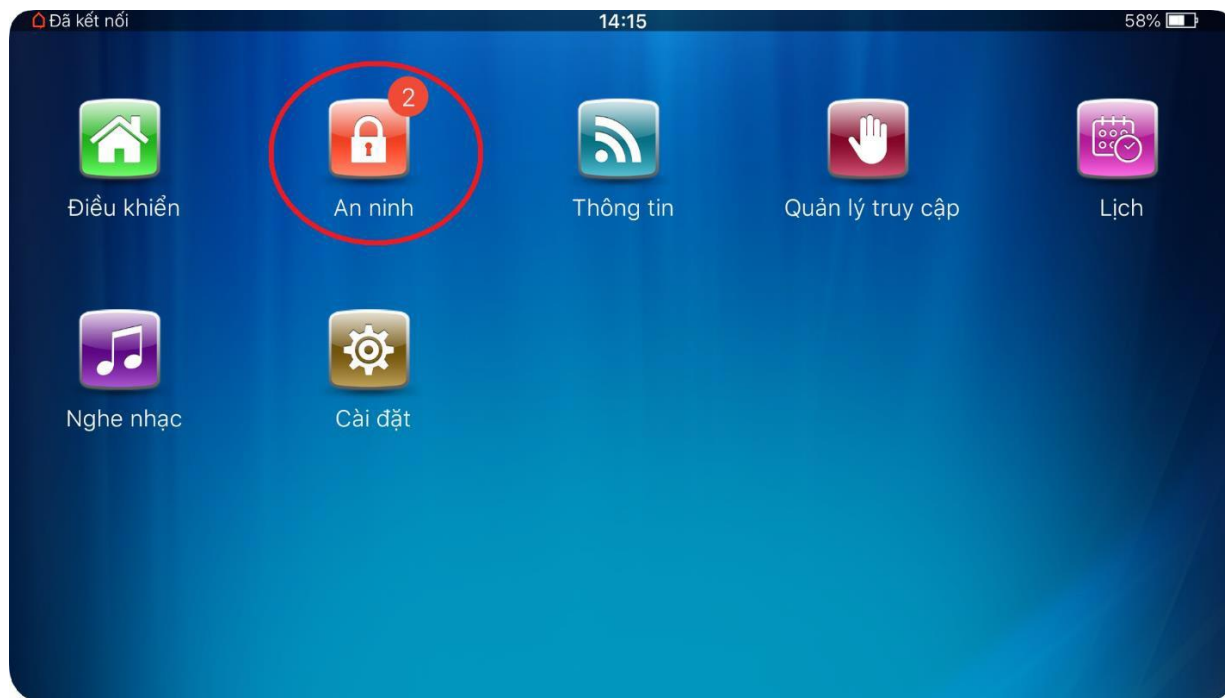 Đã kết nối
14:15
58%
2
Điều khiển
An ninh
Thông tin
Quản lý truy cập
Lịch
Nghe nhạc
Cài đặt